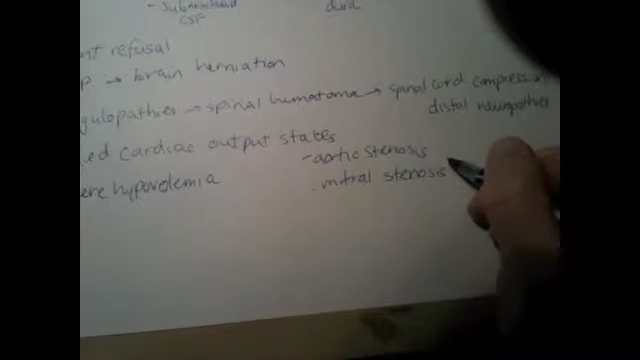 - Subarachnoid
CSF
dura
nt refusal
P → brain herniation
gulopathies → spinal humatoma → spinal cord compression
distal neuropathies
ed cardiac output states
- aortic stenosis
ere hypovolemia
. mitral stenosis